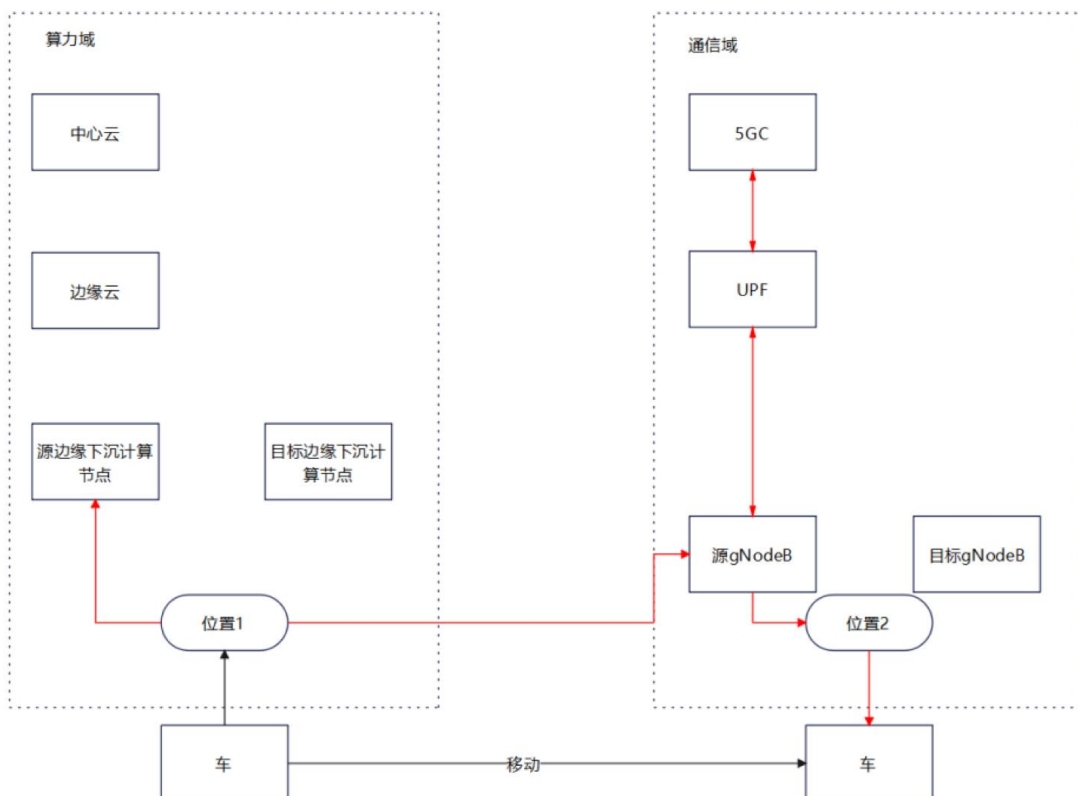 算力域
通信域
中心云
5GC
边缘云
UPF
源边缘下沉计算
节点
目标边缘下沉计
算节点
源gNodeB
目标gNodeB
位置1
位置2
车
移动
车